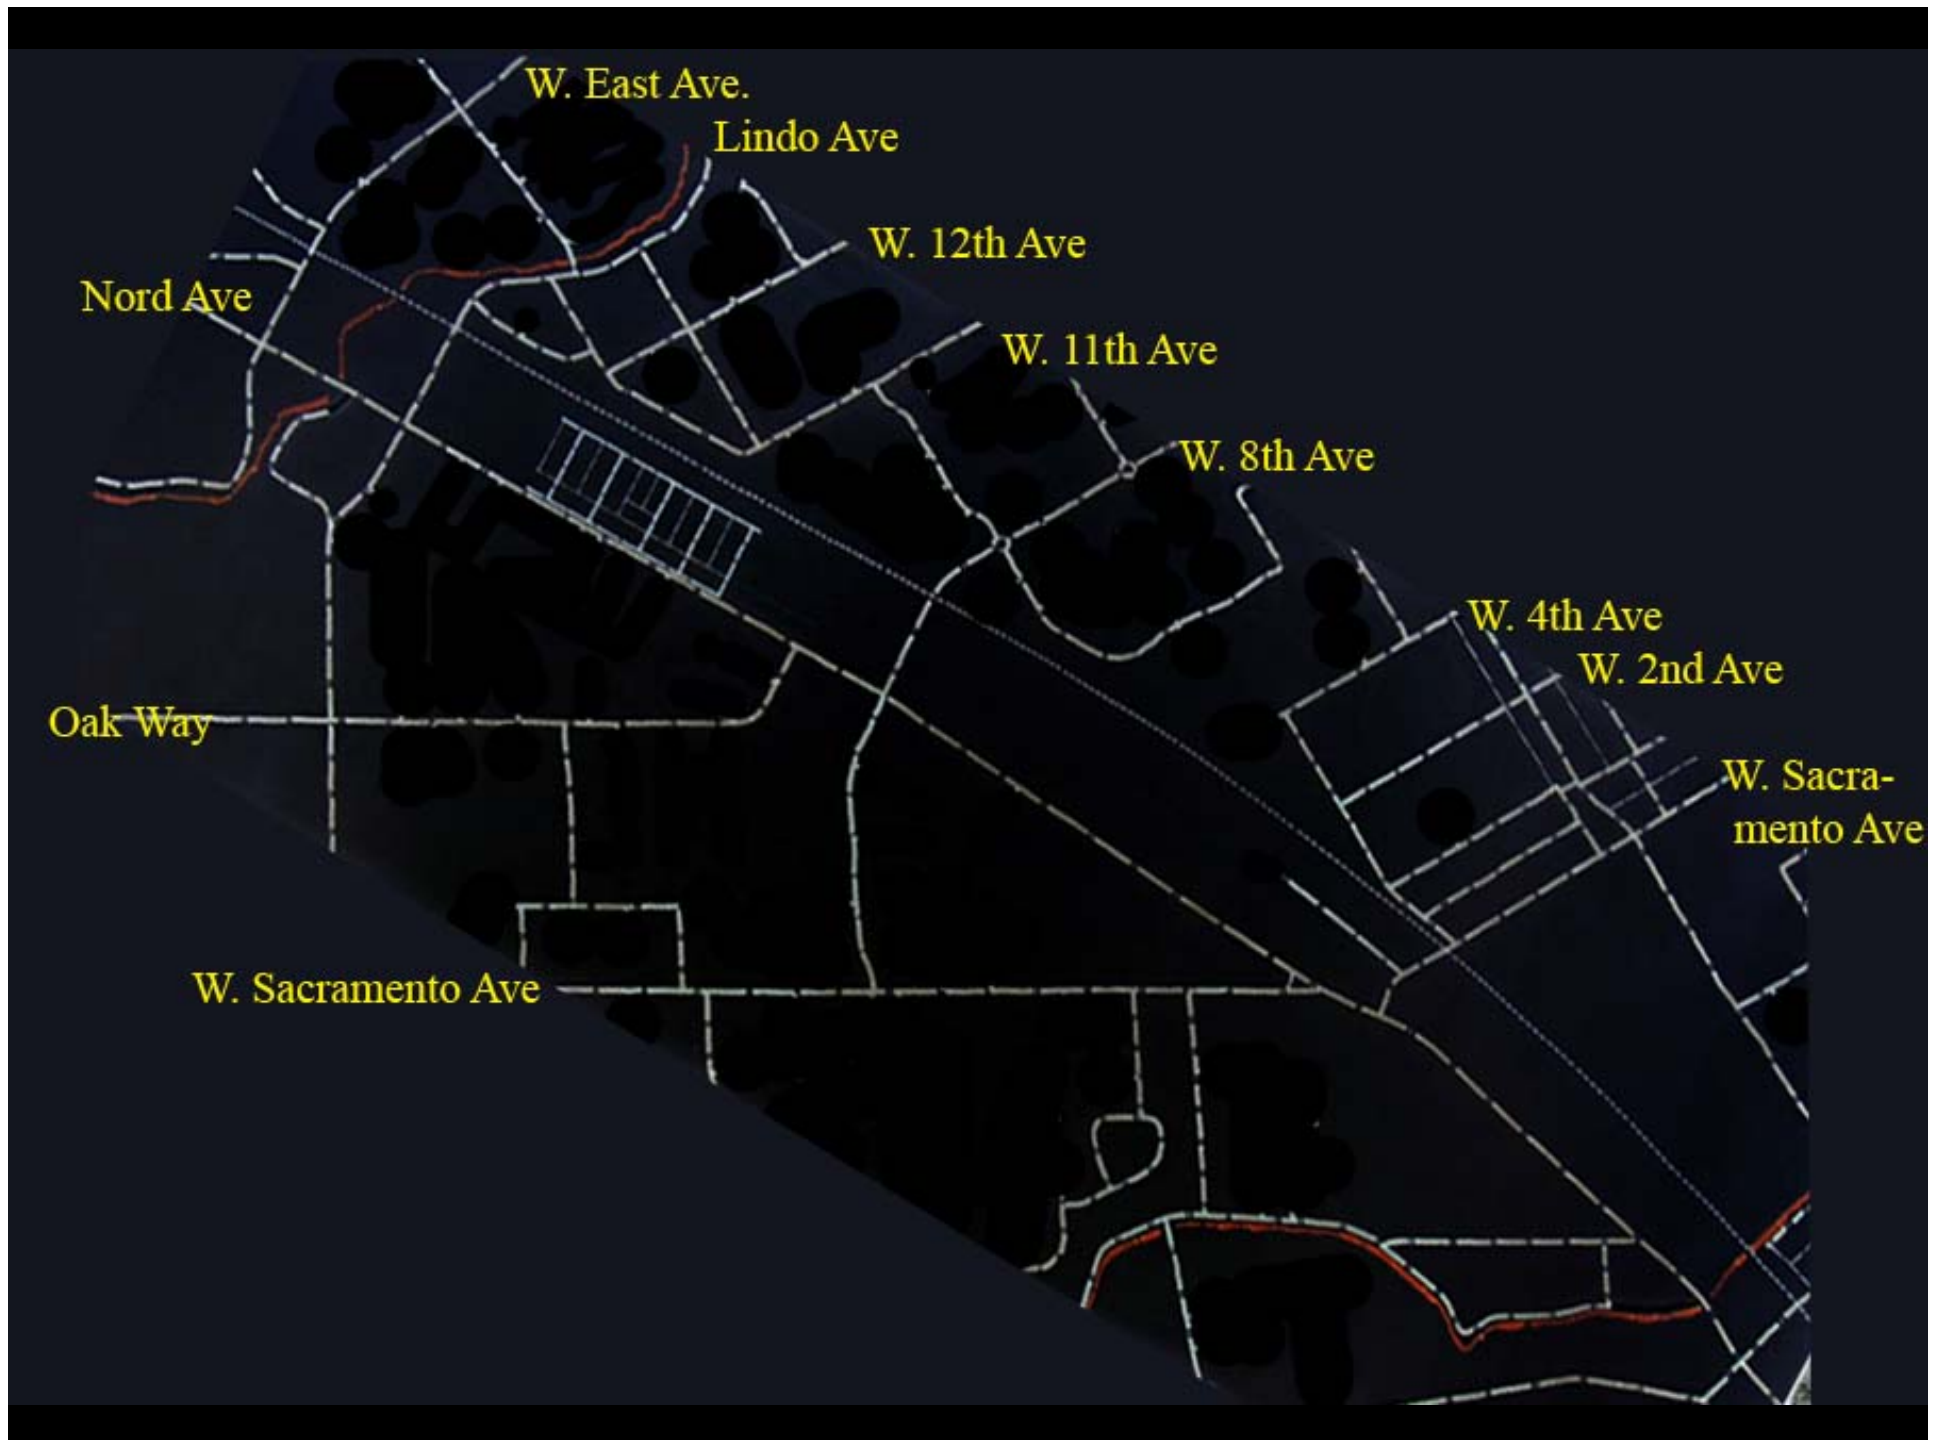 W. East Ave.
Lindo Ave
W. 12th Ave
Nord Ave
W. 11th Ave
W. 8th Ave
W. 4th Ave
W. 2nd Ave
Oak Way
W. Sacra-
mento Ave
W. Sacramento Ave